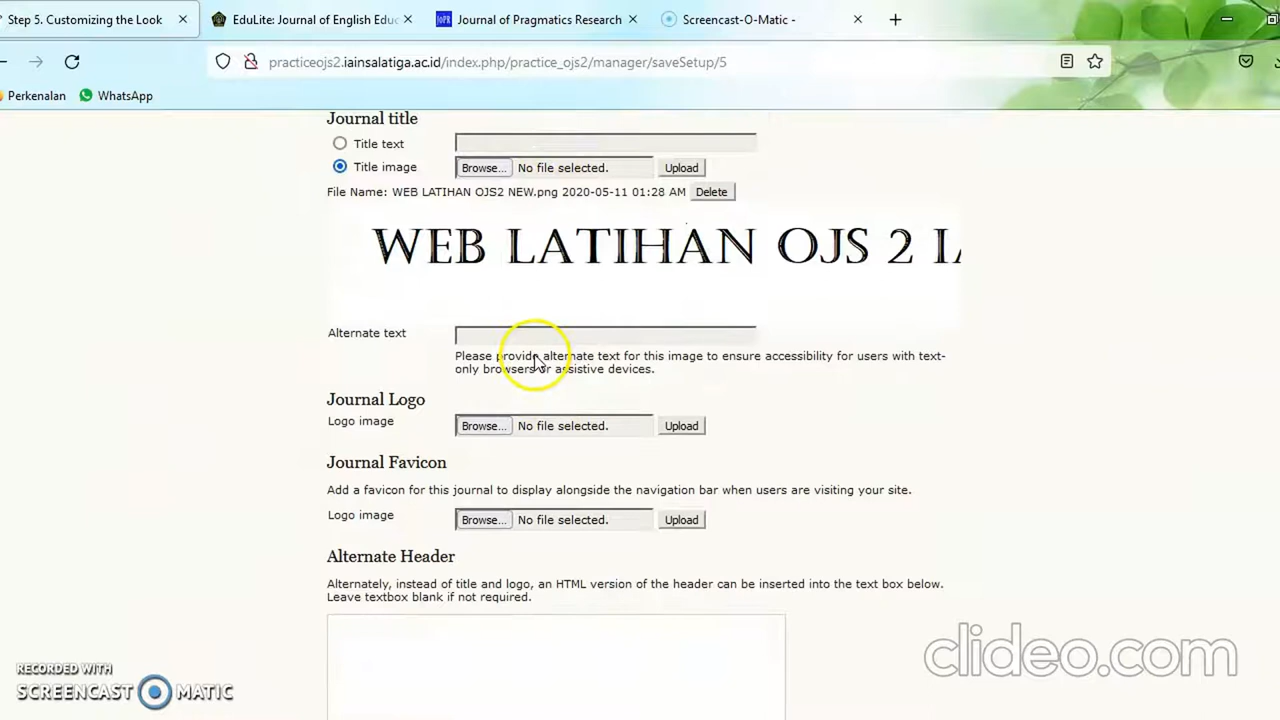 Step 5. Customizing the Look
EduLite: Journal of English Educ
Journal of Pragmatics Research
Screencast-O-Matic -
practiceojs2.iainsalatiga.ac.id/index.php/practice_ojs2/manager/saveSetup/5
Perkenalan
WhatsApp
Journal title
Title text
Title image
Browse... No file selected. Upload
File Name: WEB LATIHAN OJS2 NEW.png 2020-05-11 01:28 AM Delete
WEB LATIHAN OJS 2 IA
Alternate text
Please provide alternate text for this image to ensure accessibility for users with text-
only browsers or assistive devices.
Journal Logo
Logo image Browse... No file selected. Upload
Journal Favicon
Add a favicon for this journal to display alongside the navigation bar when users are visiting your site.
Logo image Browse... No file selected. Upload
Alternate Header
Alternately, instead of title and logo, an HTML version of the header can be inserted into the text box below.
Leave textbox blank if not required.
clideo.com
RECORDED WITH
SCREENCAST MATIC